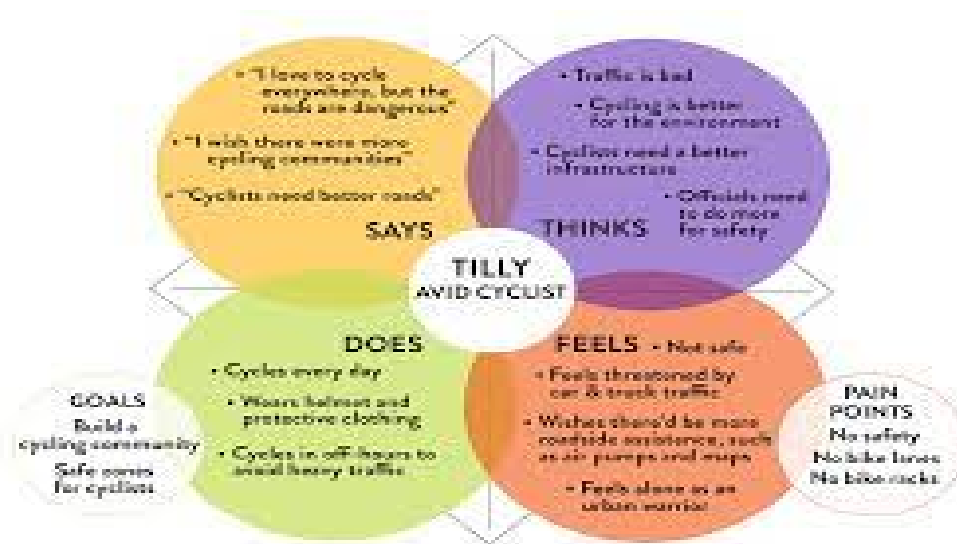 • "I love to cycle
everywhere, but the
roads are dangerous"
• "I wish there were more
cycling communities"
• "Cyclists need better roads"
SAYS
• Traffic is bad
• Cycling is better
for the environment
• Cyclists need a better
infrastructure
• Officials need
to do more
for safety
THINKS
TILLY
AVID CYCLIST
DOES
• Cycles every day
• Wears helmet and
protective clothing
• Cycles in off-hours to
avoid heavy traffic
FEELS • Not safe
• Feels threatened by
car & truck traffic
• Wishes there'd be more
roadside assistence, such
as air pumps and maps
• Feels alone as an
urban warrior
GOALS
Build a
cycling community
Safe zones
for cyclists
PAIN
POINTS
No safety
No bike lanes
No bike racks